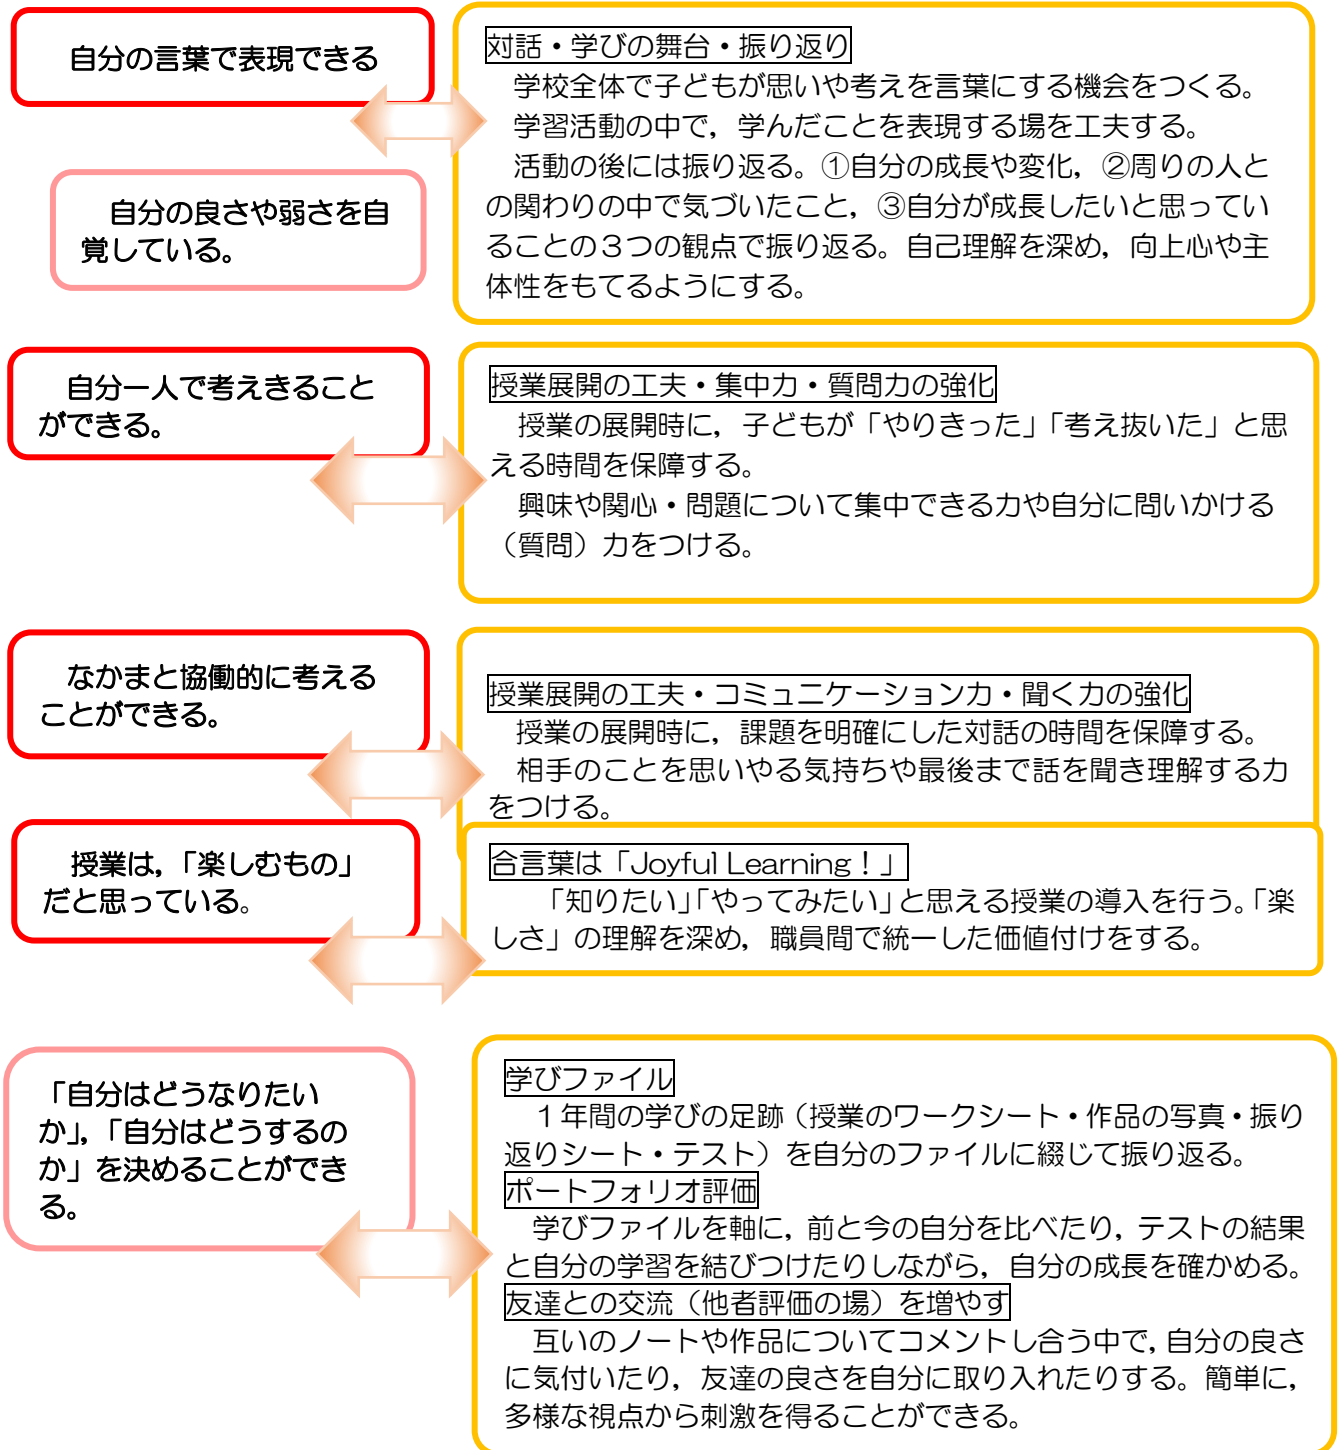 自分の言葉で表現できる
対話・学びの舞台・振り返り
学校全体で子どもが思いや考えを言葉にする機会をつくる。
学習活動の中で，学んだことを表現する場を工夫する。
活動の後には振り返る。①自分の成長や変化，②周りの人と
の関わりの中で気づいたこと，③自分が成長したいと思ってい
ることの３つの観点で振り返る。自己理解を深め，向上心や主
体性をもてるようにする。
自分の良さや弱さを自
覚している。
自分一人で考えきること
ができる。
授業展開の工夫・集中力・質問力の強化
授業の展開時に，子どもが「やりきった」「考え抜いた」と思
える時間を保障する。
興味や関心・問題について集中できる力や自分に問いかける
（質問）力をつける。
なかまと協働的に考える
ことができる。
授業展開の工夫・コミュニケーション力・聞く力の強化
授業の展開時に，課題を明確にした対話の時間を保障する。
相手のことを思いやる気持ちや最後まで話を聞き理解する力
をつける。
授業は，「楽しむもの」
だと思っている。
合言葉は「Joyful Learning！」
「知りたい」「やってみたい」と思える授業の導入を行う。「楽
しさ」の理解を深め，職員間で統一した価値付けをする。
「自分はどうなりたい
か」，「自分はどうするの
か」を決めることができ
る。
学びファイル
１年間の学びの足跡（授業のワークシート・作品の写真・振り
返りシート・テスト）を自分のファイルに綴じて振り返る。
ポートフォリオ評価
学びファイルを軸に，前と今の自分を比べたり，テストの結果
と自分の学習を結びつけたりしながら，自分の成長を確かめる。
友達との交流（他者評価の場）を増やす
互いのノートや作品についてコメントし合う中で，自分の良さ
に気付いたり，友達の良さを自分に取り入れたりする。簡単に，
多様な視点から刺激を得ることができる。